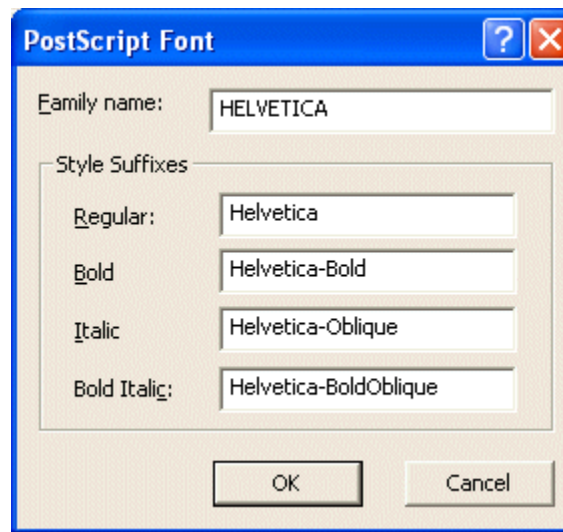 PostScript Font
Family name: HELVETICA
Style Suffixes
Regular: Helvetica
Bold Helvetica-Bold
Italic Helvetica-Oblique
Bold Italic: Helvetica-BoldOblique
OK Cancel